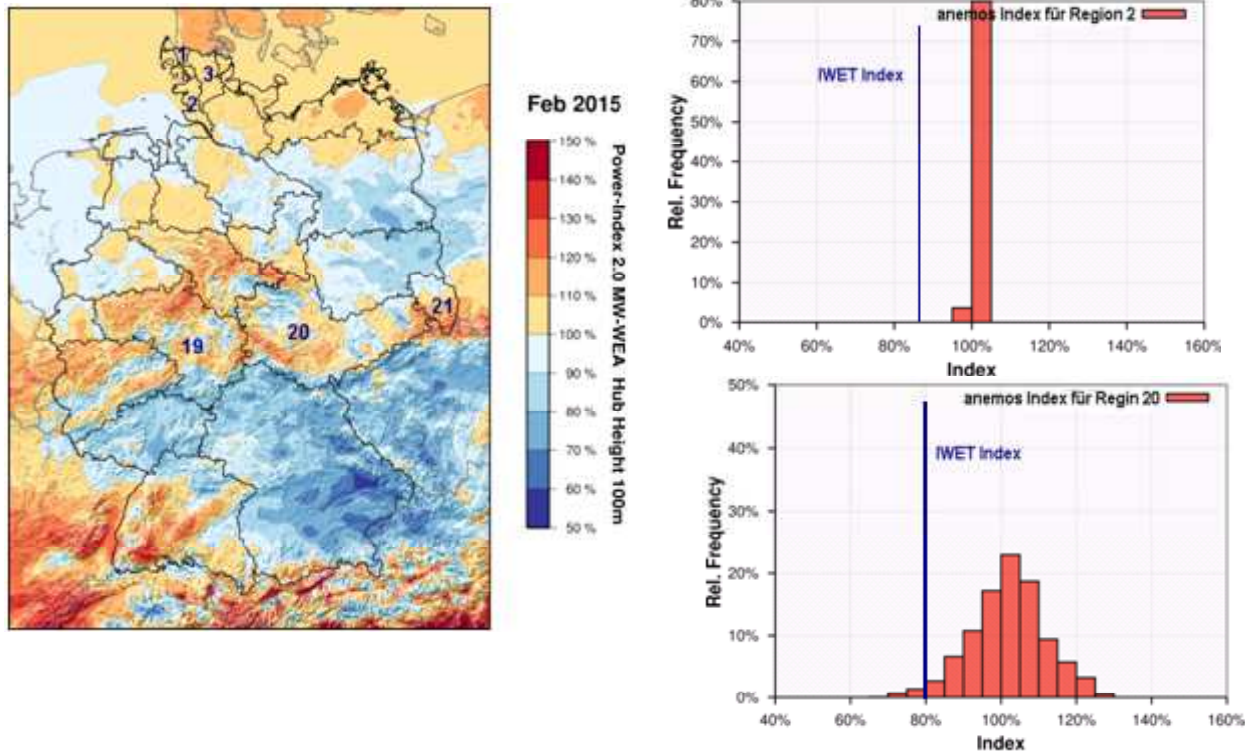 1
3
2
21
20
19
Feb 2015
150 %
140 %
130 %
120 %
110 %
100 %
90 %
80 %
70 %
60 %
50 %
Power-Index 2.0 MW-WEA Hub Height 100m
80%
70%
60%
50%
40%
30%
20%
10%
0%
Rel. Frequency
anemos Index für Region 2
IWET Index
40% 60% 80% 100% 120% 140% 160%
Index
50%
40%
30%
20%
10%
0%
Rel. Frequency
anemos Index für Regin 20
IWET Index
40% 60% 80% 100% 120% 140% 160%
Index